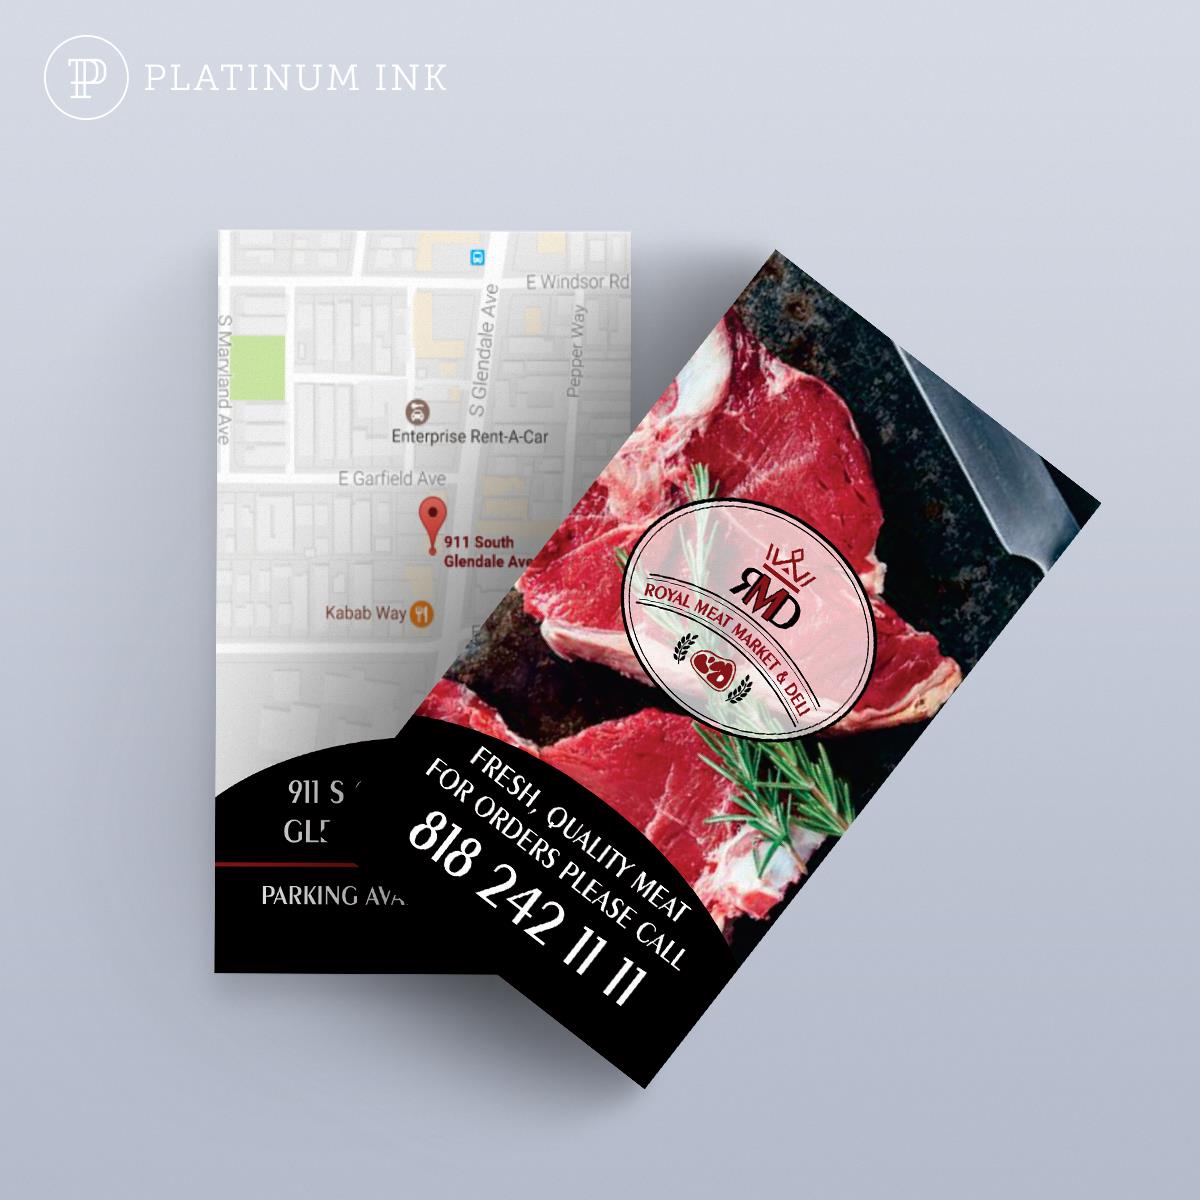 PLATINUM INK
E Windsor Rd
S Maryland Ave
S Glendale Ave
Pepper Way
Enterprise Rent-A-Car
E Garfield Ave
911 South
Glendale Ave
Kabab Way
911 S
PARKING
RMD
ROYAL MEAT MARKET & DELI
FRESH, QUALITY MEAT
FOR ORDERS PLEASE CALL
818 242 11 11